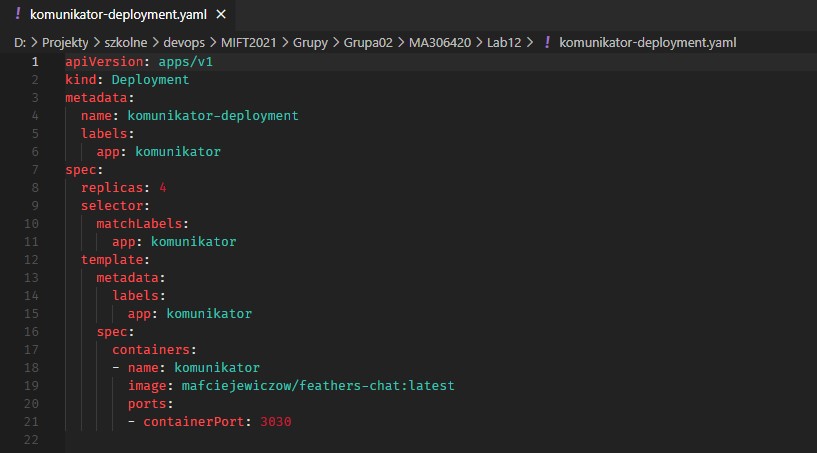 ! komunikator-deployment.yaml ×
D: > Projekty > szkolne > devops > MIFT2021 > Grupy > Grupa02 > MA306420 > Lab12 > ! komunikator-deployment.yaml
1 apiVersion: apps/v1
2 kind: Deployment
3 metadata:
4   name: komunikator-deployment
5   labels:
6     app: komunikator
7 spec:
8   replicas: 4
9   selector:
10     matchLabels:
11       app: komunikator
12   template:
13     metadata:
14       labels:
15         app: komunikator
16     spec:
17       containers:
18       - name: komunikator
19         image: mafciejewiczow/feathers-chat:latest
20         ports:
21         - containerPort: 3030
22